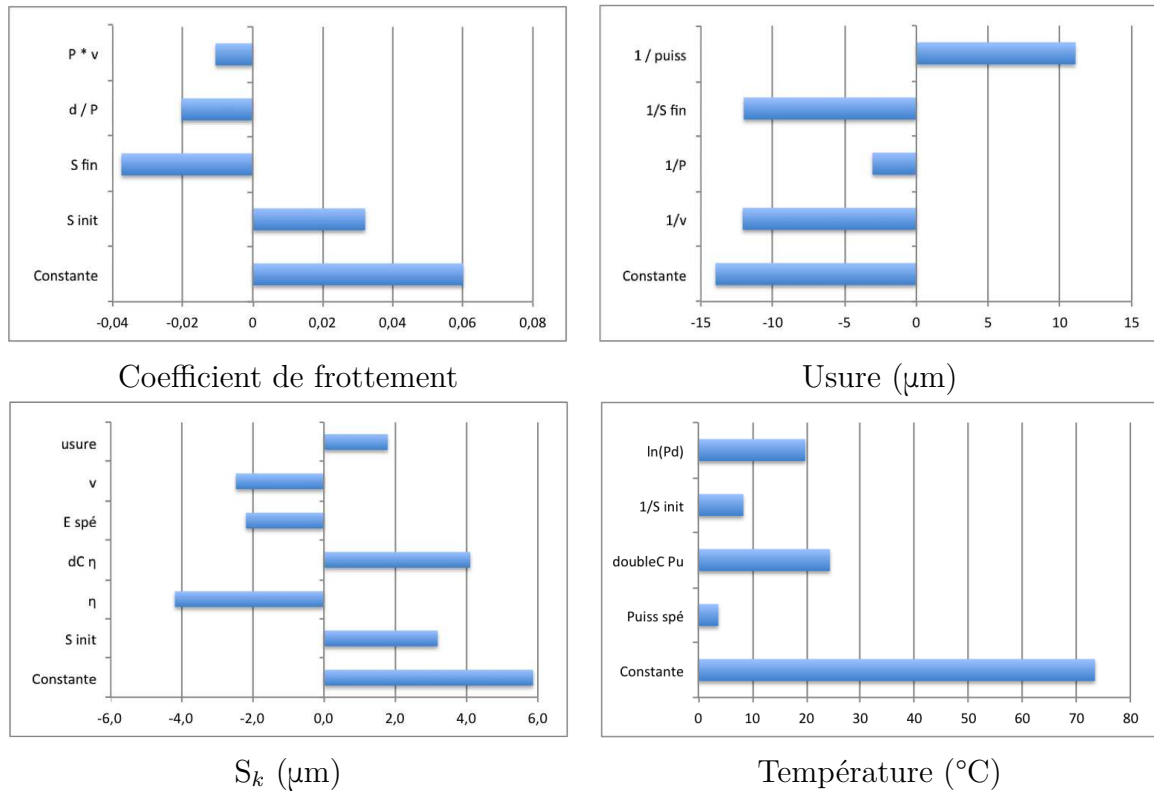 P * v
d / P
S fin
S init
Constante
-0,04 -0,02 0 0,02 0,04 0,06 0,08
Coefficient de frottement
1 / puiss
1/S fin
1/P
1/v
Constante
-15 -10 -5 0 5 10 15
Usure (µm)
usure
v
E spé
dC η
η
S init
Constante
-6,0 -4,0 -2,0 0,0 2,0 4,0 6,0
Sₖ (µm)
ln(Pd)
1/S init
doubleC Pu
Puiss spé
Constante
0 10 20 30 40 50 60 70 80
Température (°C)